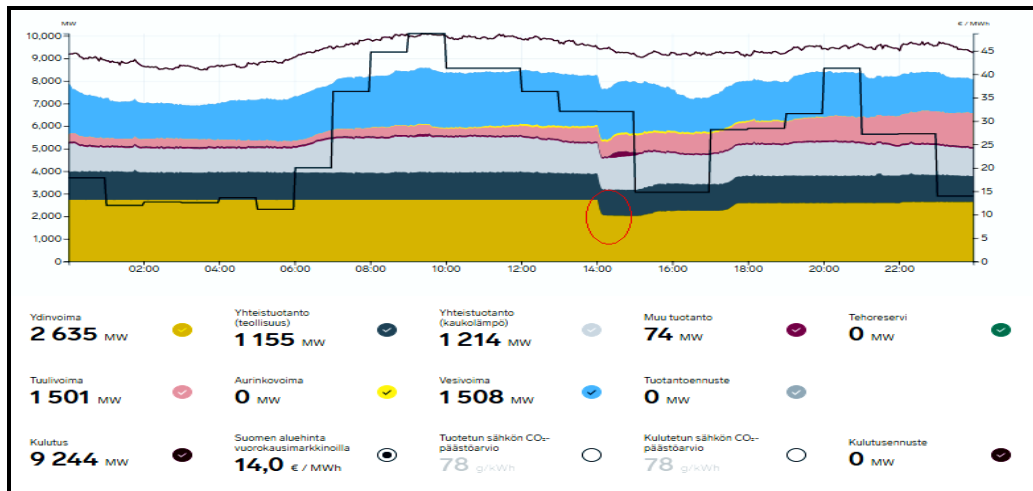 MW € / MWh
10,000 45
9,000 40
8,000 35
7,000 30
6,000 25
5,000 20
4,000 15
3,000 10
2,000 5
1,000 0
0
02:00 04:00 06:00 08:00 10:00 12:00 14:00 16:00 18:00 20:00 22:00
Ydinvoima
2 635 MW
Yhteistuotanto
(teollisuus)
1 155 MW
Yhteistuotanto
(kaukolämpö)
1 214 MW
Muu tuotanto
74 MW
Tehoreservi
0 MW
Tuulivoima
1 501 MW
Aurinkovoima
0 MW
Vesivoima
1 508 MW
Tuotantoennuste
0 MW
Kulutus
9 244 MW
Suomen aluehinta
vuorokausimarkkinoilla
14,0 € / MWh
Tuotetun sähkön CO₂-
päästöarvio
78 g/kWh
Kulutetun sähkön CO₂-
päästöarvio
78 g/kWh
Kulutusennuste
0 MW